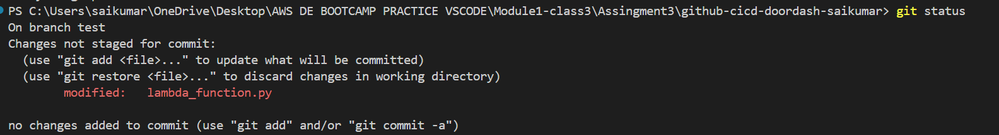 PS C:\Users\saikumar\OneDrive\Desktop\AWS DE BOOTCAMP PRACTICE VSCODE\Module1-class3\Assingment3\github-cicd-doordash-saikumar> git status
On branch test
Changes not staged for commit:
  (use "git add <file>..." to update what will be committed)
  (use "git restore <file>..." to discard changes in working directory)
        modified:   lambda_function.py

no changes added to commit (use "git add" and/or "git commit -a")